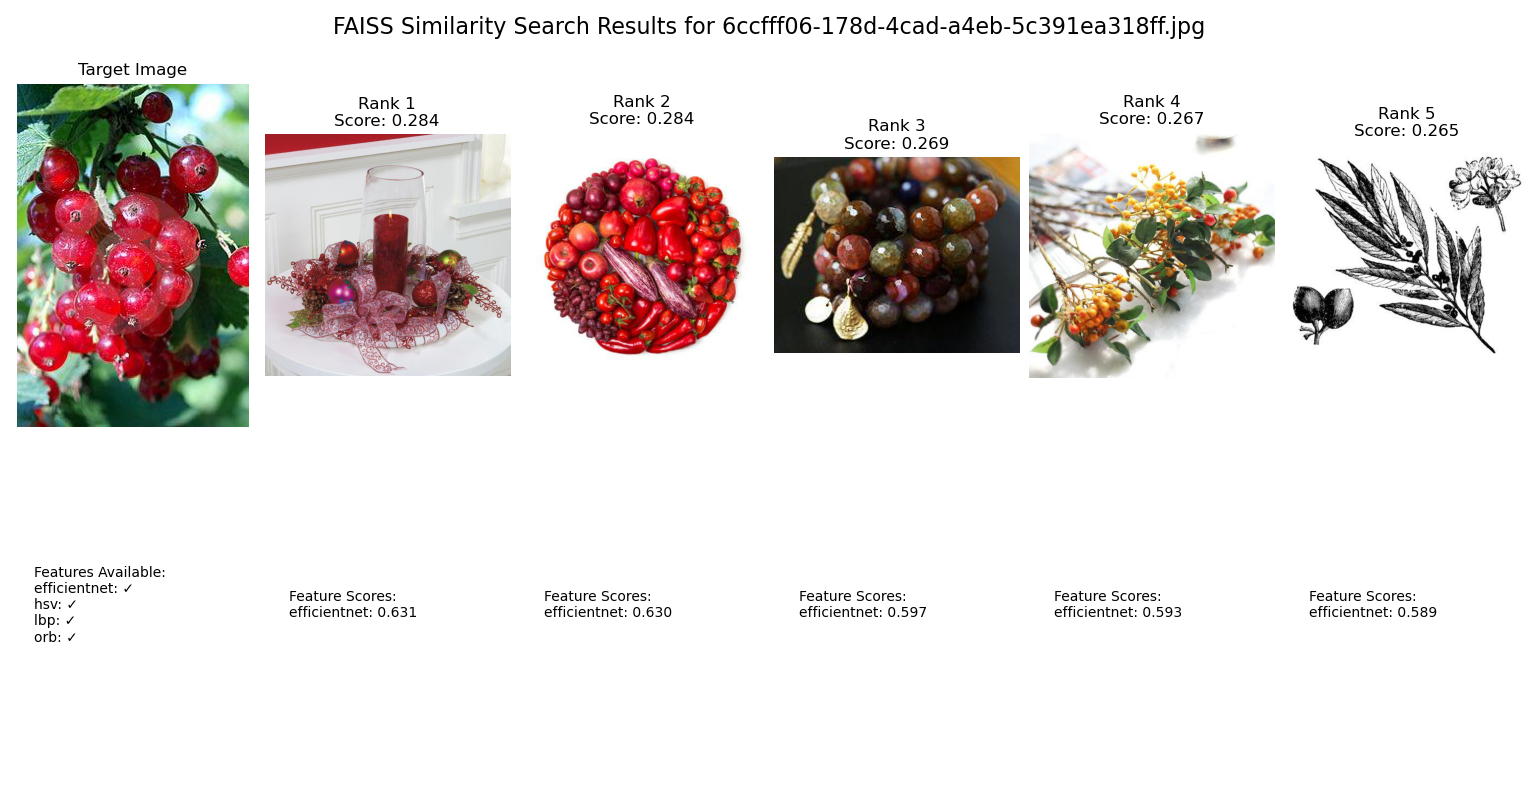 FAISS Similarity Search Results for 6ccfff06-178d-4cad-a4eb-5c391ea318ff.jpg
Target Image
Rank 1
Score: 0.284
Rank 2
Score: 0.284
Rank 3
Score: 0.269
Rank 4
Score: 0.267
Rank 5
Score: 0.265
Features Available:
efficientnet: ✓
hsv: ✓
lbp: ✓
orb: ✓
Feature Scores:
efficientnet: 0.631
Feature Scores:
efficientnet: 0.630
Feature Scores:
efficientnet: 0.597
Feature Scores:
efficientnet: 0.593
Feature Scores:
efficientnet: 0.589